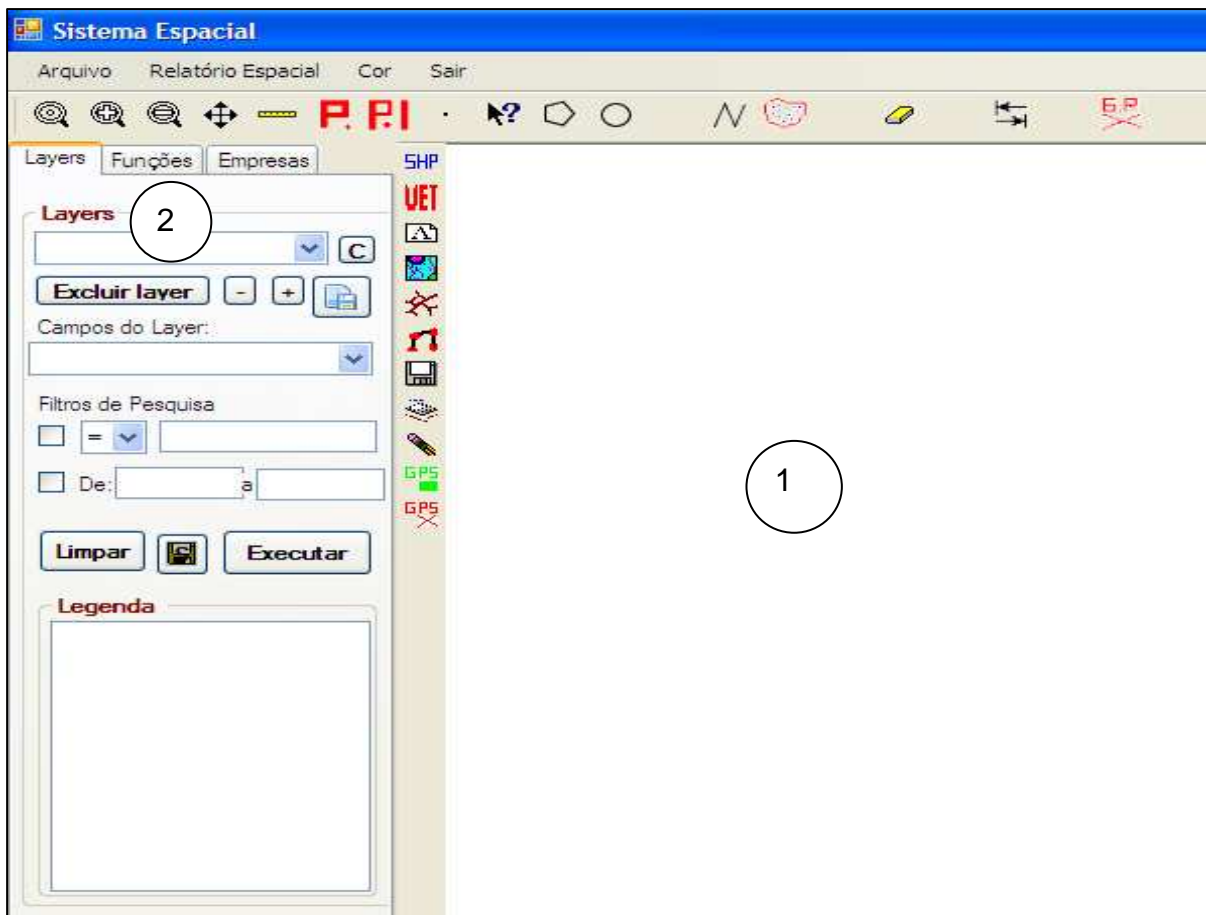 Sistema Espacial
Arquivo Relatório Espacial Cor Sair
P. P.I G.P.
Layers Funções Empresas
SHP
VET
Layers
2
C
Excluir layer - +
A
Campos do Layer:
Filtros de Pesquisa
=
De: a
GPS
GPS
1
Limpar Executar
Legenda